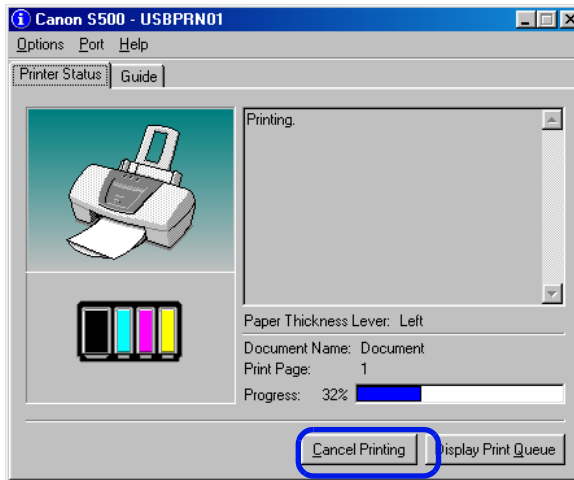 Canon S500 - USBPRN01
Options Port Help
Printer Status Guide
Printing.
Paper Thickness Lever: Left
Document Name: Document
Print Page: 1
Progress: 32%
Cancel Printing Display Print Queue